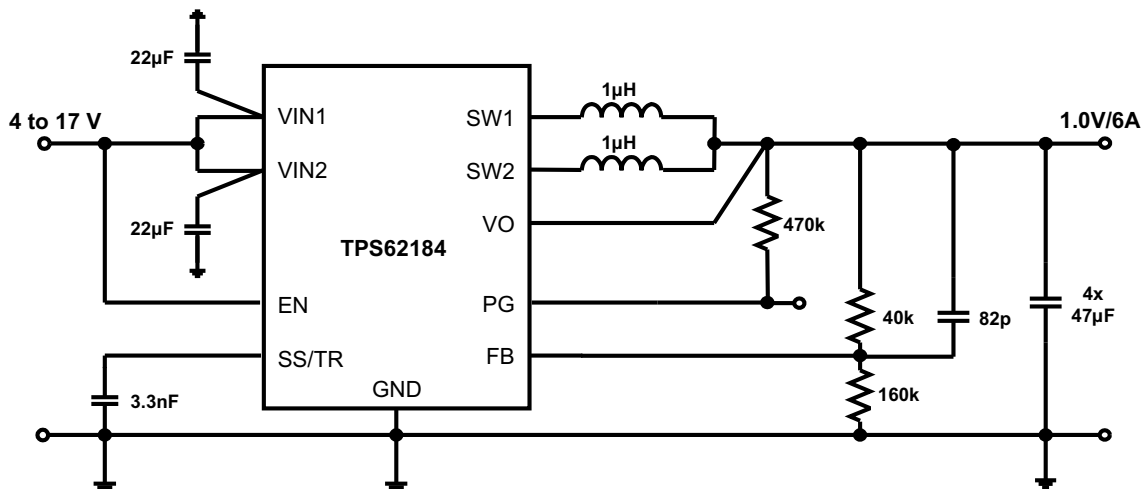 22µF
1µH
VIN1
SW1
4 to 17 V
1.0V/6A
1µH
VIN2
SW2
22µF
VO
470k
TPS62184
EN
PG
40k
82p
4x
47µF
SS/TR
FB
3.3nF
GND
160k